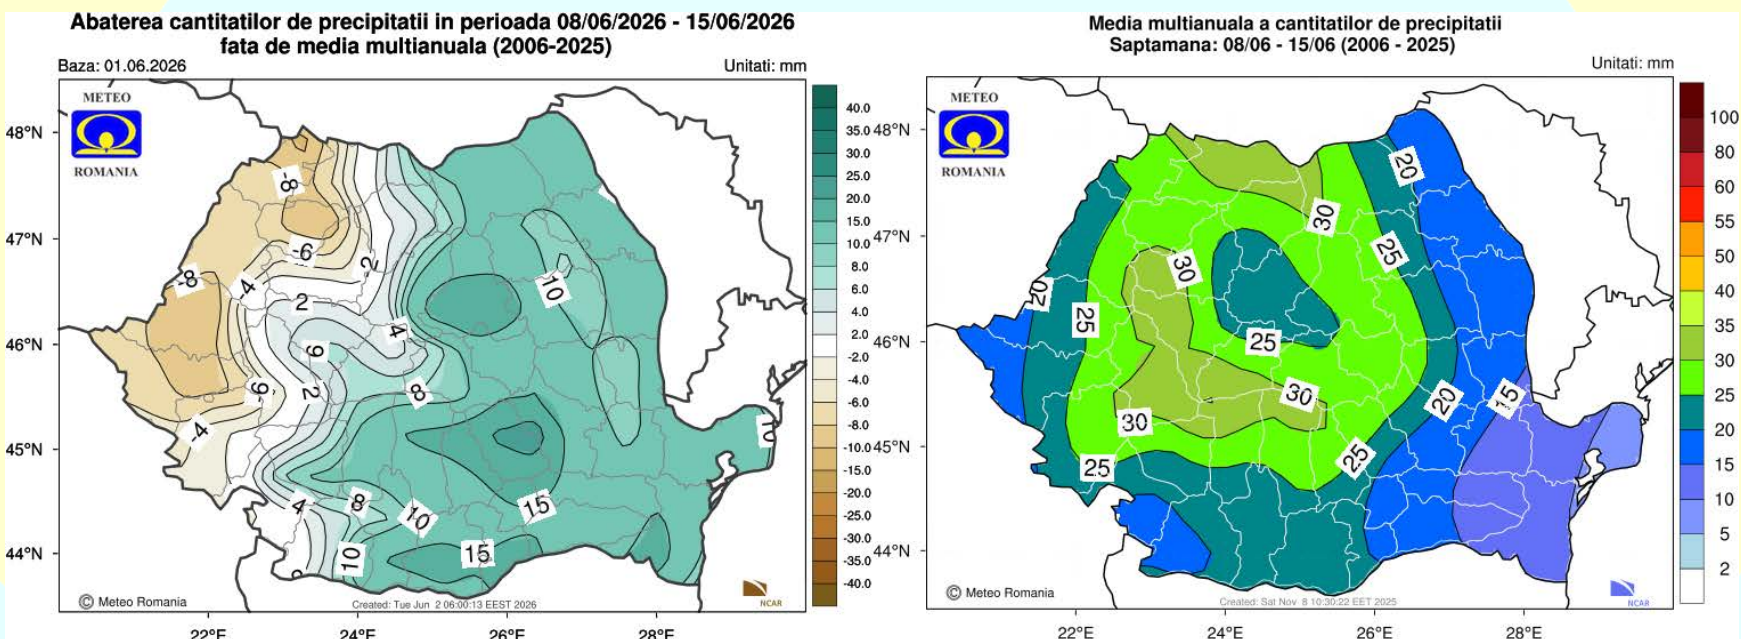 Abaterea cantitatilor de precipitatii in perioada 08/06/2026 - 15/06/2026
fata de media multianuala (2006-2025)
Baza: 01.06.2026
Unitati: mm
METEO
ROMANIA
48°N
47°N
46°N
45°N
44°N
-8
-6
-2
-8
-4
2
10
4
6
-6
2
8
-4
4
8
10
15
10
10
15
40.0
35.0
30.0
25.0
20.0
15.0
10.0
8.0
6.0
4.0
2.0
-2.0
-4.0
-6.0
-8.0
-10.0
-15.0
-20.0
-25.0
-30.0
-35.0
-40.0
© Meteo Romania
Created: Tue Jun 2 06:00:13 EEST 2026
NCAR
22°E
24°E
26°E
28°E
Media multianuala a cantitatilor de precipitatii
Saptamana: 08/06 - 15/06 (2006 - 2025)
Unitati: mm
METEO
ROMANIA
48°N
47°N
46°N
45°N
44°N
20
30
25
30
20
25
25
30
20
15
30
25
25
100
80
60
55
50
40
35
30
25
20
15
10
5
2
© Meteo Romania
Created: Sat Nov 8 10:30:22 EET 2025
NCAR
22°E
24°E
26°E
28°E